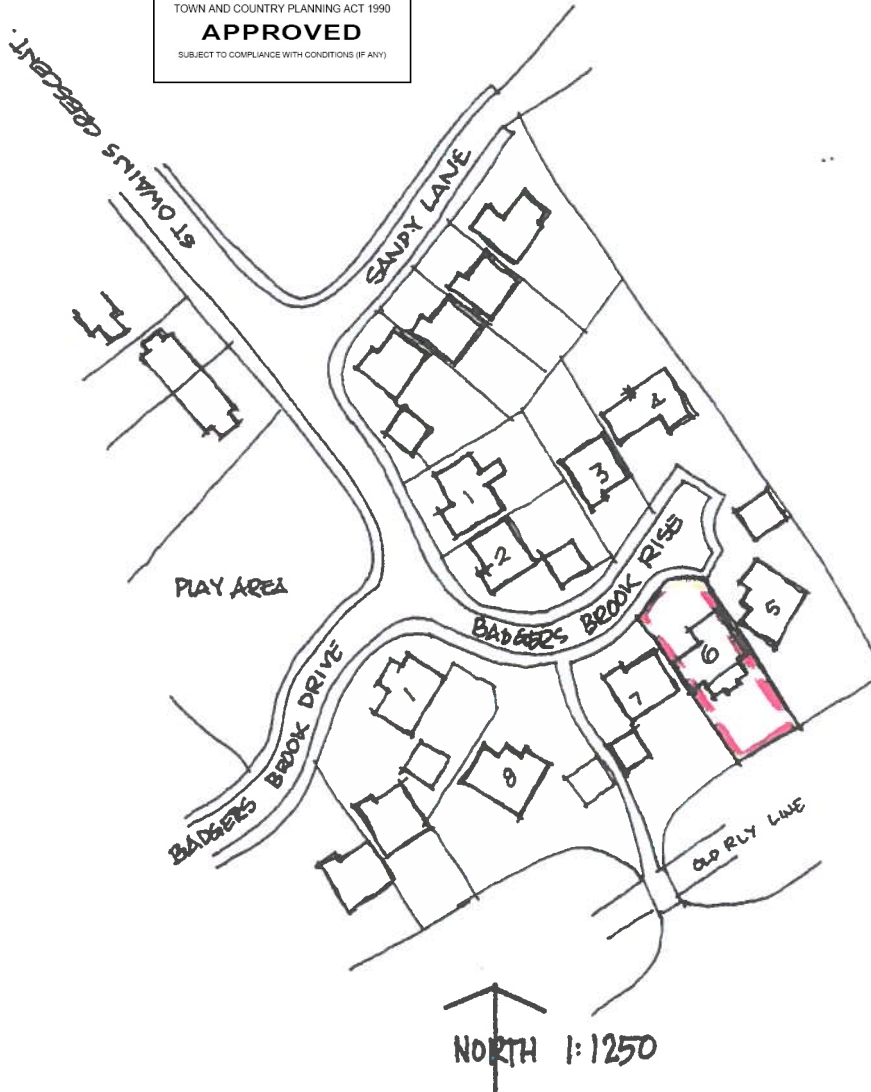 TOWN AND COUNTRY PLANNING ACT 1990
APPROVED
SUBJECT TO COMPLIANCE WITH CONDITIONS (IF ANY)
ST OWAINS CRESCENT.
SANDY LANE
4
3
1
2
BADGERS BROOK RISE
PLAY AREA
5
6
7
BADGERS BROOK DRIVE
1
8
OLD RLY LINE
NORTH 1:1250